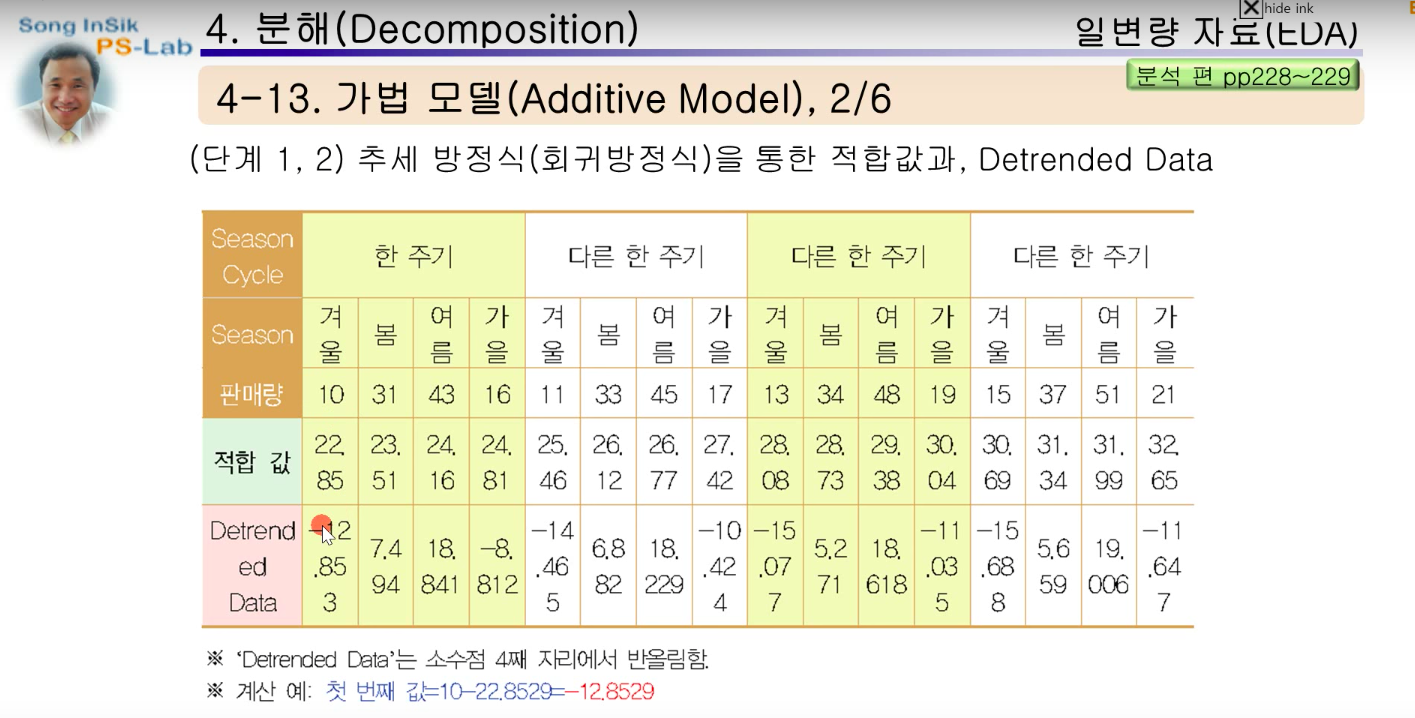 Song InSik
PS-Lab
4. 분해(Decomposition)
hide ink
일변량 자료(EDA)
분석 편 pp228~229
4-13. 가법 모델(Additive Model), 2/6
(단계 1, 2) 추세 방정식(회귀방정식)을 통한 적합값과, Detrended Data
Season Cycle 한 주기 다른 한 주기 다른 한 주기 다른 한 주기
Season 겨울 봄 여름 가을 겨울 봄 여름 가을 겨울 봄 여름 가을 겨울 봄 여름 가을
판매량 10 31 43 16 11 33 45 17 13 34 48 19 15 37 51 21
적합 값 22.85 23.51 24.16 24.81 25.46 26.12 26.77 27.42 28.08 28.73 29.38 30.04 30.69 31.34 31.99 32.65
Detrended Data -12.853 7.494 18.841 -8.812 -14.465 6.882 18.229 -10.424 -15.077 5.271 18.618 -11.035 -15.688 5.659 19.006 -11.647
※ 'Detrended Data'는 소수점 4째 자리에서 반올림함.
※ 계산 예: 첫 번째 값=10-22.8529=-12.8529